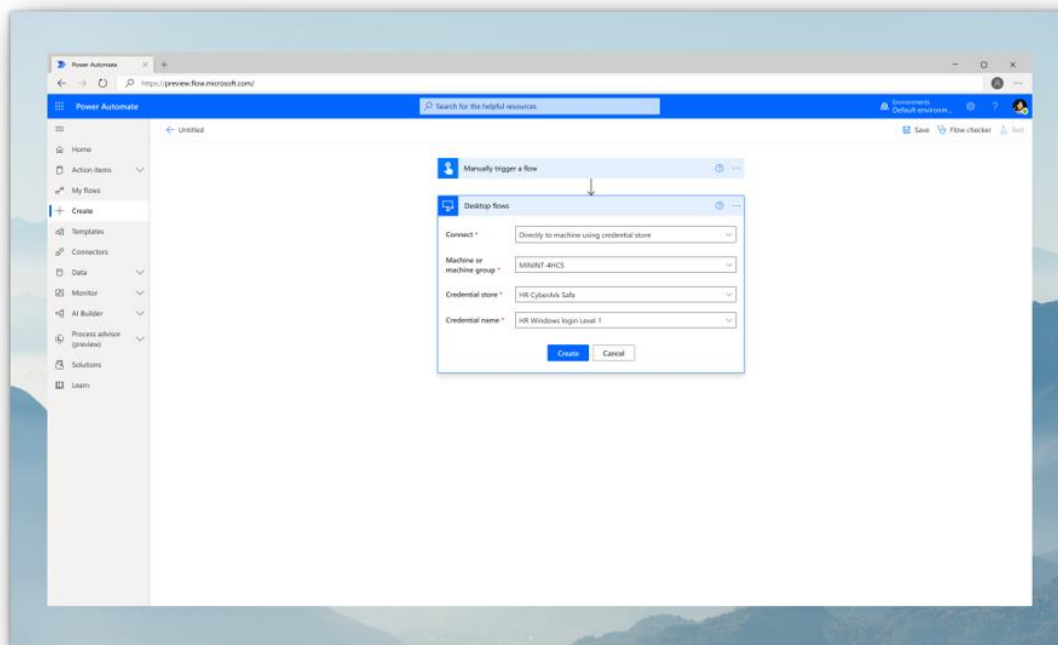 Power Automate
https://preview.flow.microsoft.com/
Power Automate
Search for the helpful resources
Environments
Default environm...
Untitled
Save Flow checker Test
Home
Action items
My flows
Create
Templates
Connectors
Data
Monitor
AI Builder
Process advisor
(preview)
Solutions
Learn
Manually trigger a flow
Desktop flows
Connect * Directly to machine using credential store
Machine or
machine group * MININT-4HCS
Credential store * HR CyberArk Safe
Credential name * HR Windows login Level 1
Create Cancel